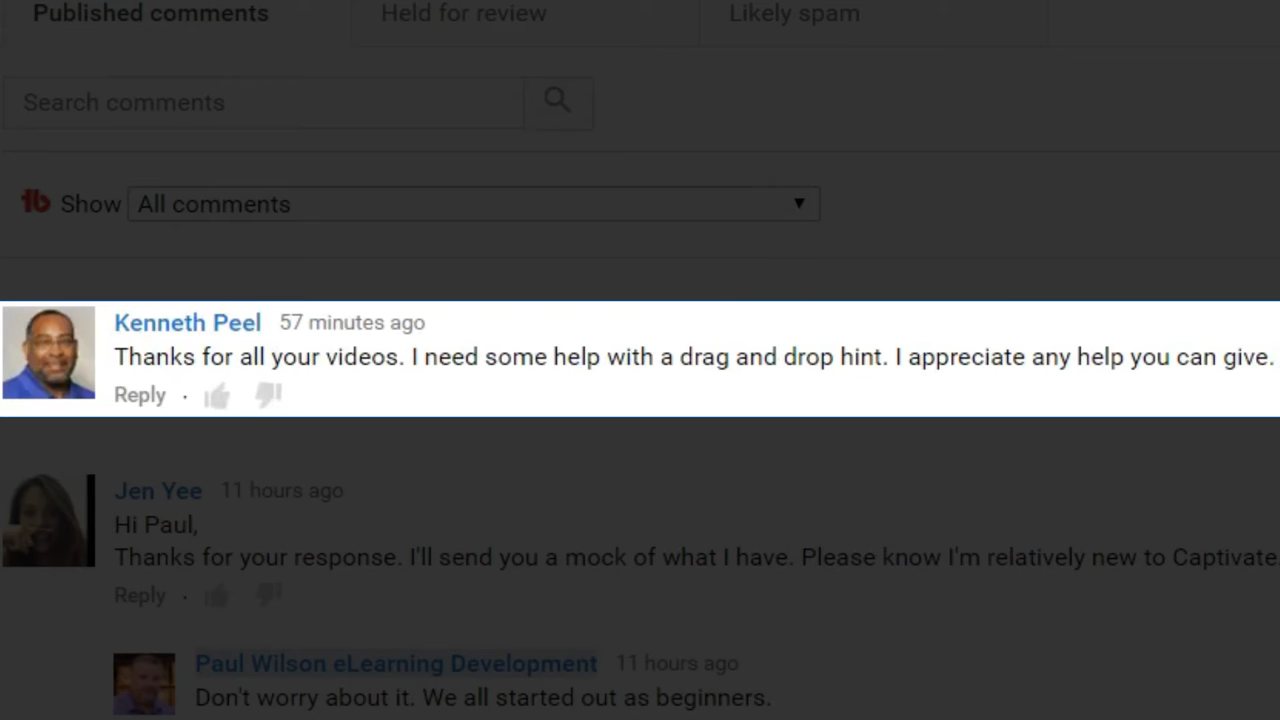 Published comments Held for review Likely spam
Search comments
tb Show All comments
Kenneth Peel 57 minutes ago
Thanks for all your videos. I need some help with a drag and drop hint. I appreciate any help you can give.
Reply ·
Jen Yee 11 hours ago
Hi Paul,
Thanks for your response. I'll send you a mock of what I have. Please know I'm relatively new to Captivate.
Reply ·
Paul Wilson eLearning Development 11 hours ago
Don't worry about it. We all started out as beginners.